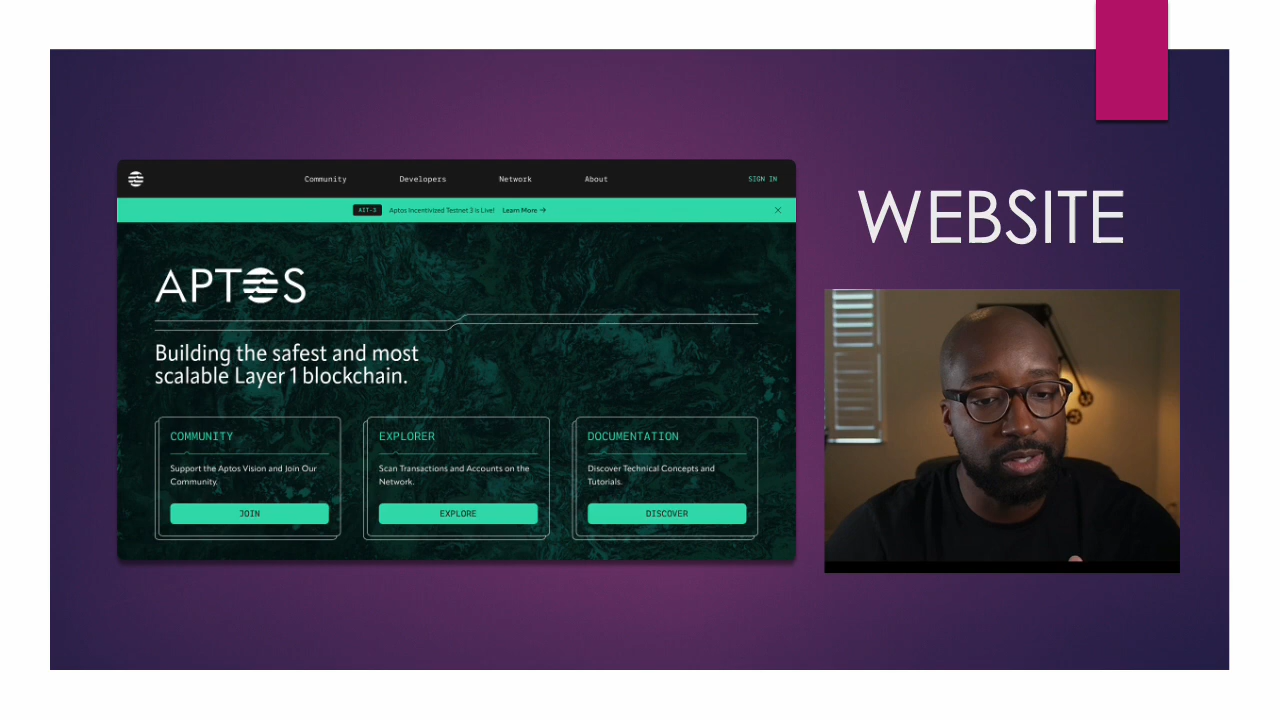 Community Developers Network About SIGN IN
AIT-3 Aptos Incentivized Testnet 3 is Live! Learn More →
APTOS
Building the safest and most
scalable Layer 1 blockchain.
COMMUNITY
Support the Aptos Vision and Join Our
Community.
JOIN
EXPLORER
Scan Transactions and Accounts on the
Network.
EXPLORE
DOCUMENTATION
Discover Technical Concepts and
Tutorials.
DISCOVER
WEBSITE